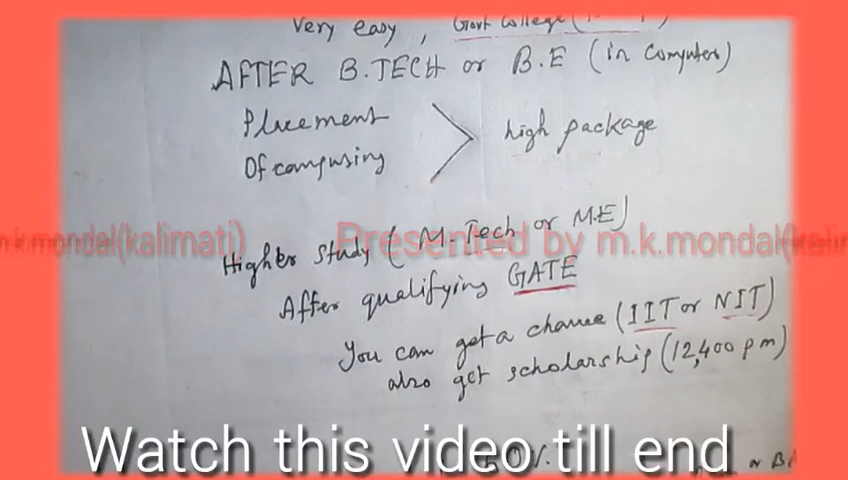 Very easy, Govt College (
AFTER B.TECH or B.E (in Computer)
Placement
Of campusing
high package
m.k.mondal(kalimati) Presented by m.k.mondal(
Higher Study ( M.Tech or M.E)
After qualifying GATE
You can get a chance (IIT or NIT)
also get scholarship (12,400 pm)
Watch this video till end
or